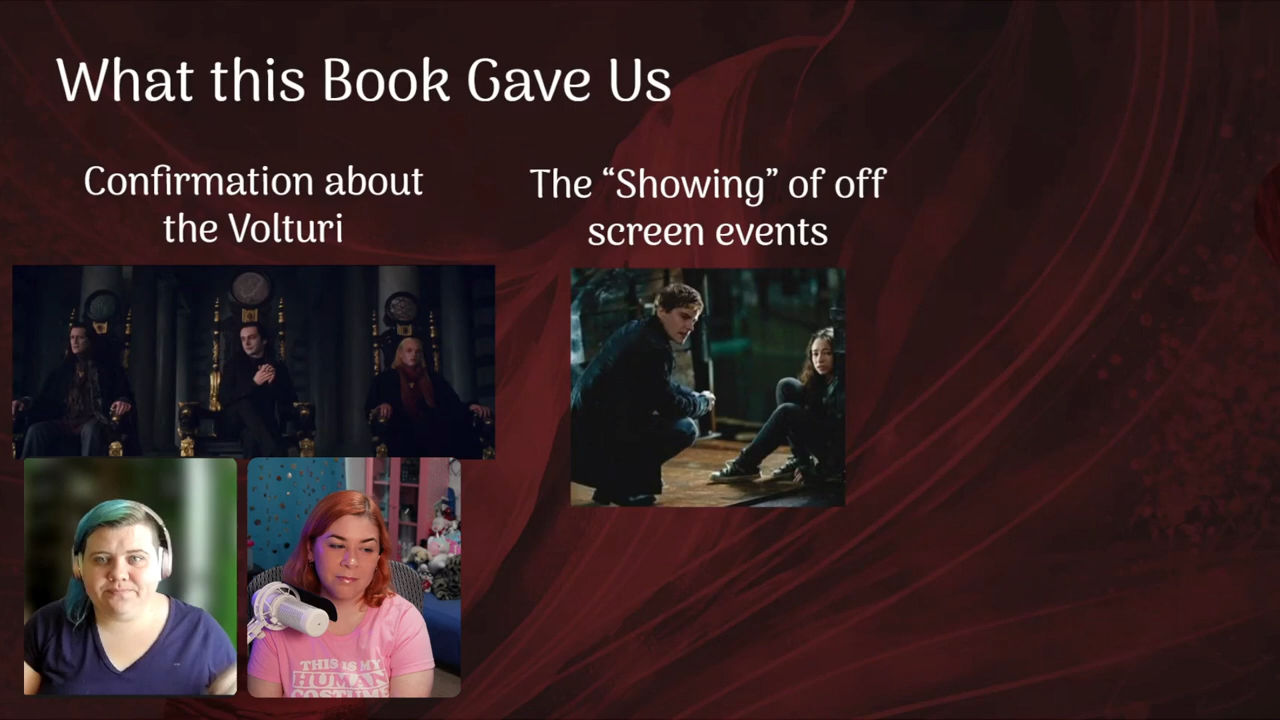 What this Book Gave Us
Confirmation about
the Volturi
The “Showing” of off
screen events
THIS IS MY
HUMAN
COSTUME